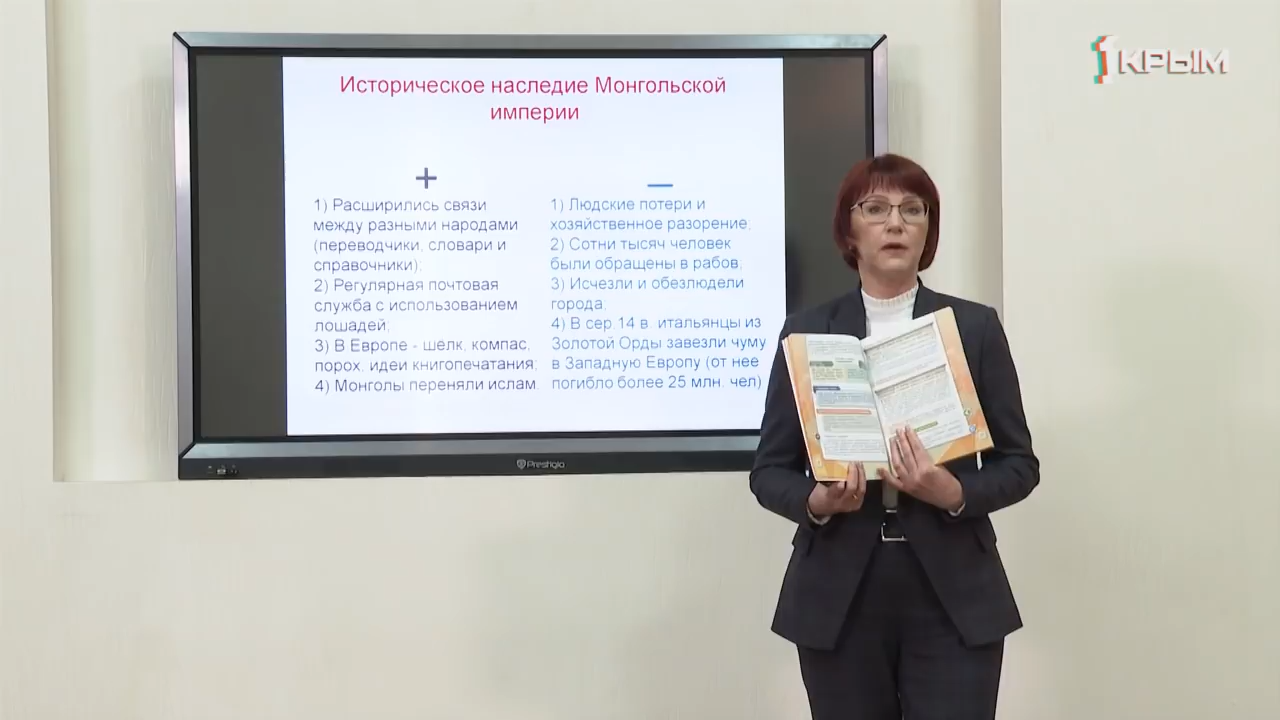 Историческое наследие Монгольской
империи
+
1) Расширились связи
между разными народами
(переводчики, словари и
справочники);
2) Регулярная почтовая
служба с использованием
лошадей;
3) В Европе - шелк, компас,
порох, идеи книгопечатания;
4) Монголы переняли ислам.
—
1) Людские потери и
хозяйственное разорение;
2) Сотни тысяч человек
были обращены в рабов;
3) Исчезли и обезлюдели
города;
4) В сер.14 в. итальянцы из
Золотой Орды завезли чуму
в Западную Европу (от нее
погибло более 25 млн. чел)
Prestigio
1 КРЫМ